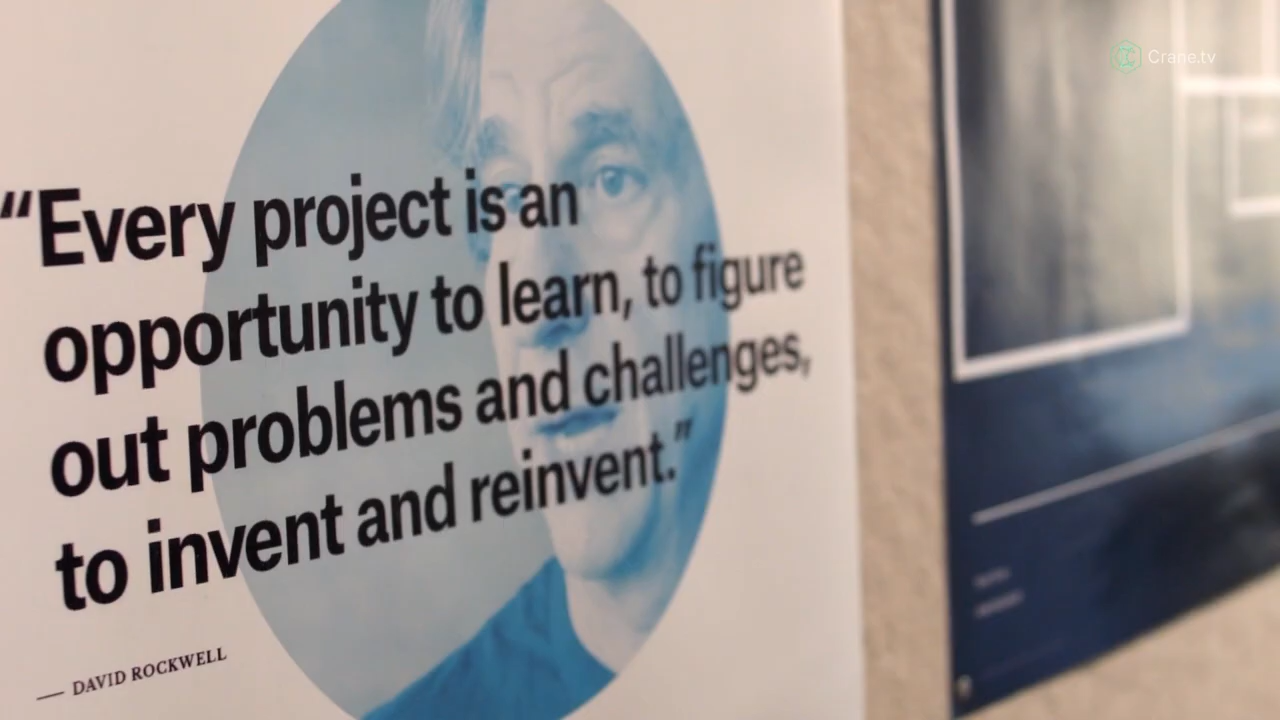 Crane.tv
“Every project is an
opportunity to learn, to figure
out problems and challenges,
to invent and reinvent.”
— DAVID ROCKWELL